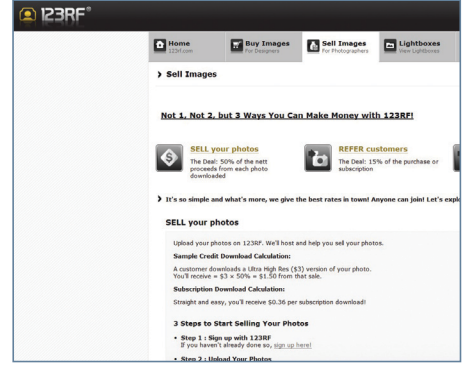 123RF®
Home
123rf.com
Buy Images
For Designers
Sell Images
For Photographers
Lightboxes
View Lightboxes
Sell Images
Not 1, Not 2, but 3 Ways You Can Make Money with 123RF!
SELL your photos
The Deal: 50% of the nett
proceeds from each photo
downloaded
REFER customers
The Deal: 15% of the purchase or
subscription
It's so simple and what's more, we give the best rates in town! Anyone can join! Let's explo
SELL your photos
Upload your photos on 123RF. We'll host and help you sell your photos.
Sample Credit Download Calculation:
A customer downloads a Ultra High Res ($3) version of your photo.
You'll receive = $3 × 50% = $1.50 from that sale.
Subscription Download Calculation:
Straight and easy, you'll receive $0.36 per subscription download!
3 Steps to Start Selling Your Photos
• Step 1 : Sign up with 123RF
If you haven't already done so, sign up here!
• Step 2 : Upload Your Photos